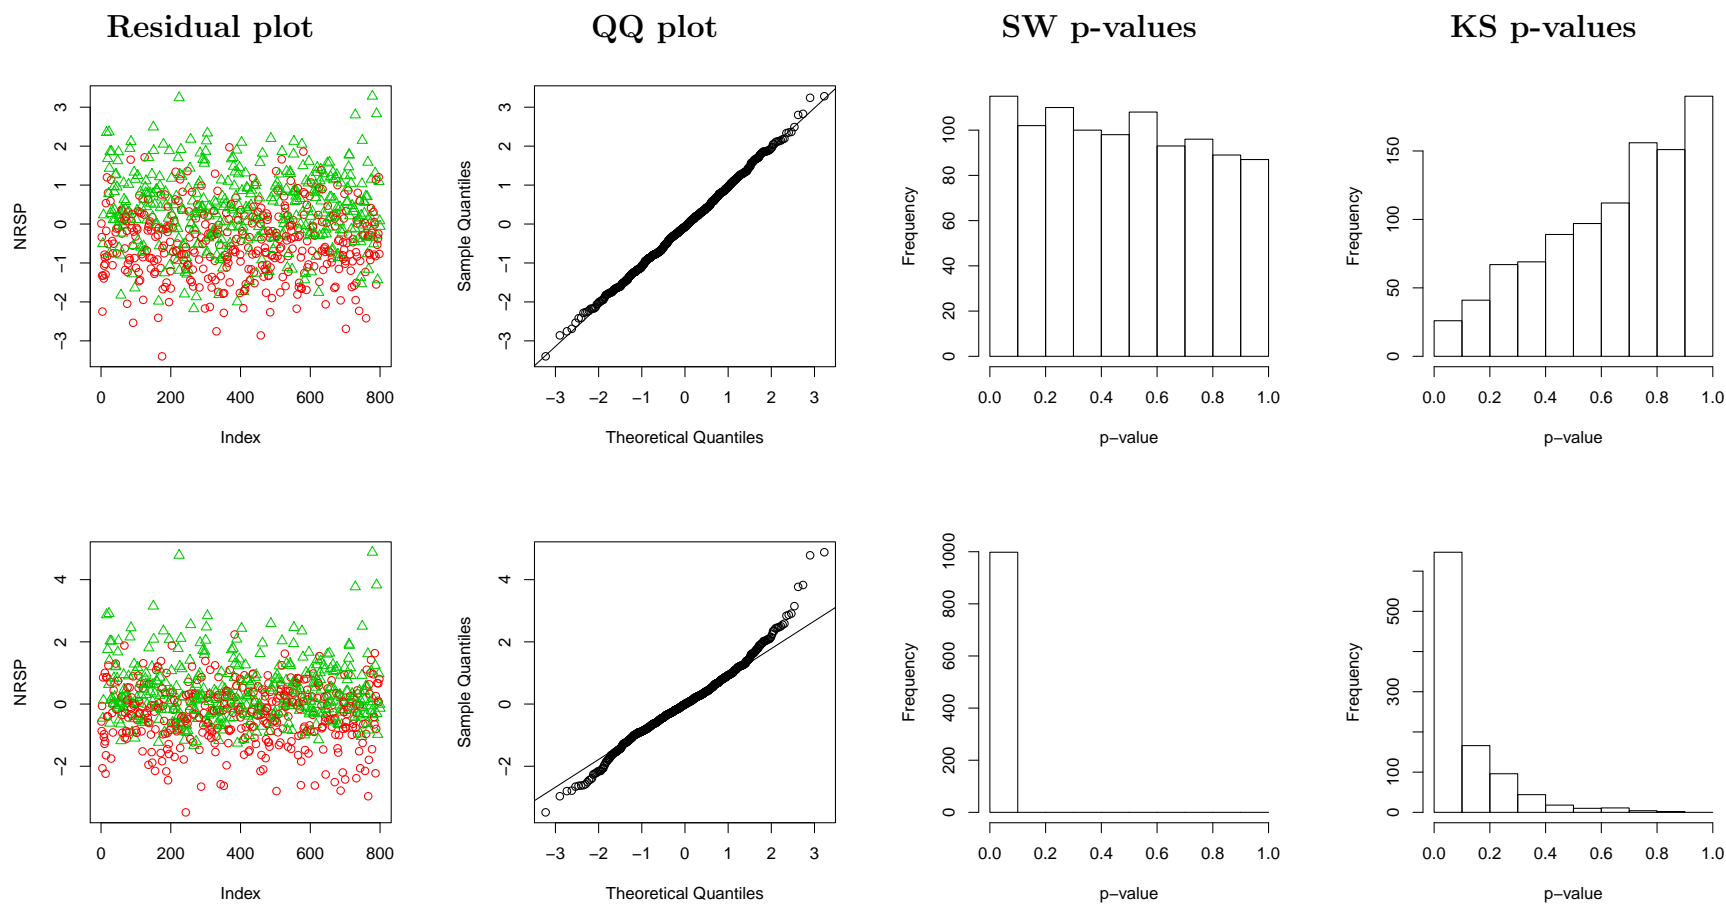 Residual plot QQ plot SW p-values KS p-values
NRSP
3
2
1
0
−1
−2
−3
0 200 400 600 800
Index
Sample Quantiles
3
2
1
0
−1
−2
−3
−3 −2 −1 0 1 2 3
Theoretical Quantiles
Frequency
100
80
60
40
20
0
0.0 0.2 0.4 0.6 0.8 1.0
p−value
Frequency
150
100
50
0
0.0 0.2 0.4 0.6 0.8 1.0
p−value
NRSP
4
2
0
−2
0 200 400 600 800
Index
Sample Quantiles
4
2
0
−2
−3 −2 −1 0 1 2 3
Theoretical Quantiles
Frequency
1000
800
600
400
200
0
0.0 0.2 0.4 0.6 0.8 1.0
p−value
Frequency
500
300
100
0
0.0 0.2 0.4 0.6 0.8 1.0
p−value